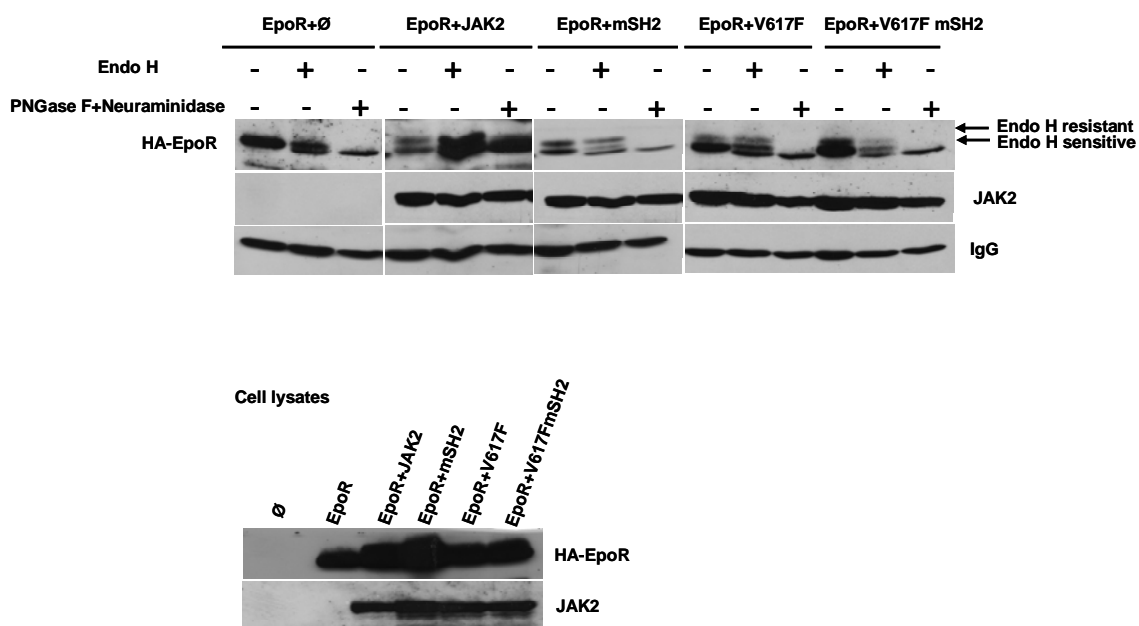 EpoR+Ø EpoR+JAK2 EpoR+mSH2 EpoR+V617F EpoR+V617F mSH2
Endo H - + - - + - - + - - + - - + -
PNGase F+Neuraminidase - - + - - + - - + - - + - - +
HA-EpoR
Endo H resistant
Endo H sensitive
JAK2
IgG
Cell lysates
Ø EpoR EpoR+JAK2 EpoR+mSH2 EpoR+V617F EpoR+V617FmSH2
HA-EpoR
JAK2